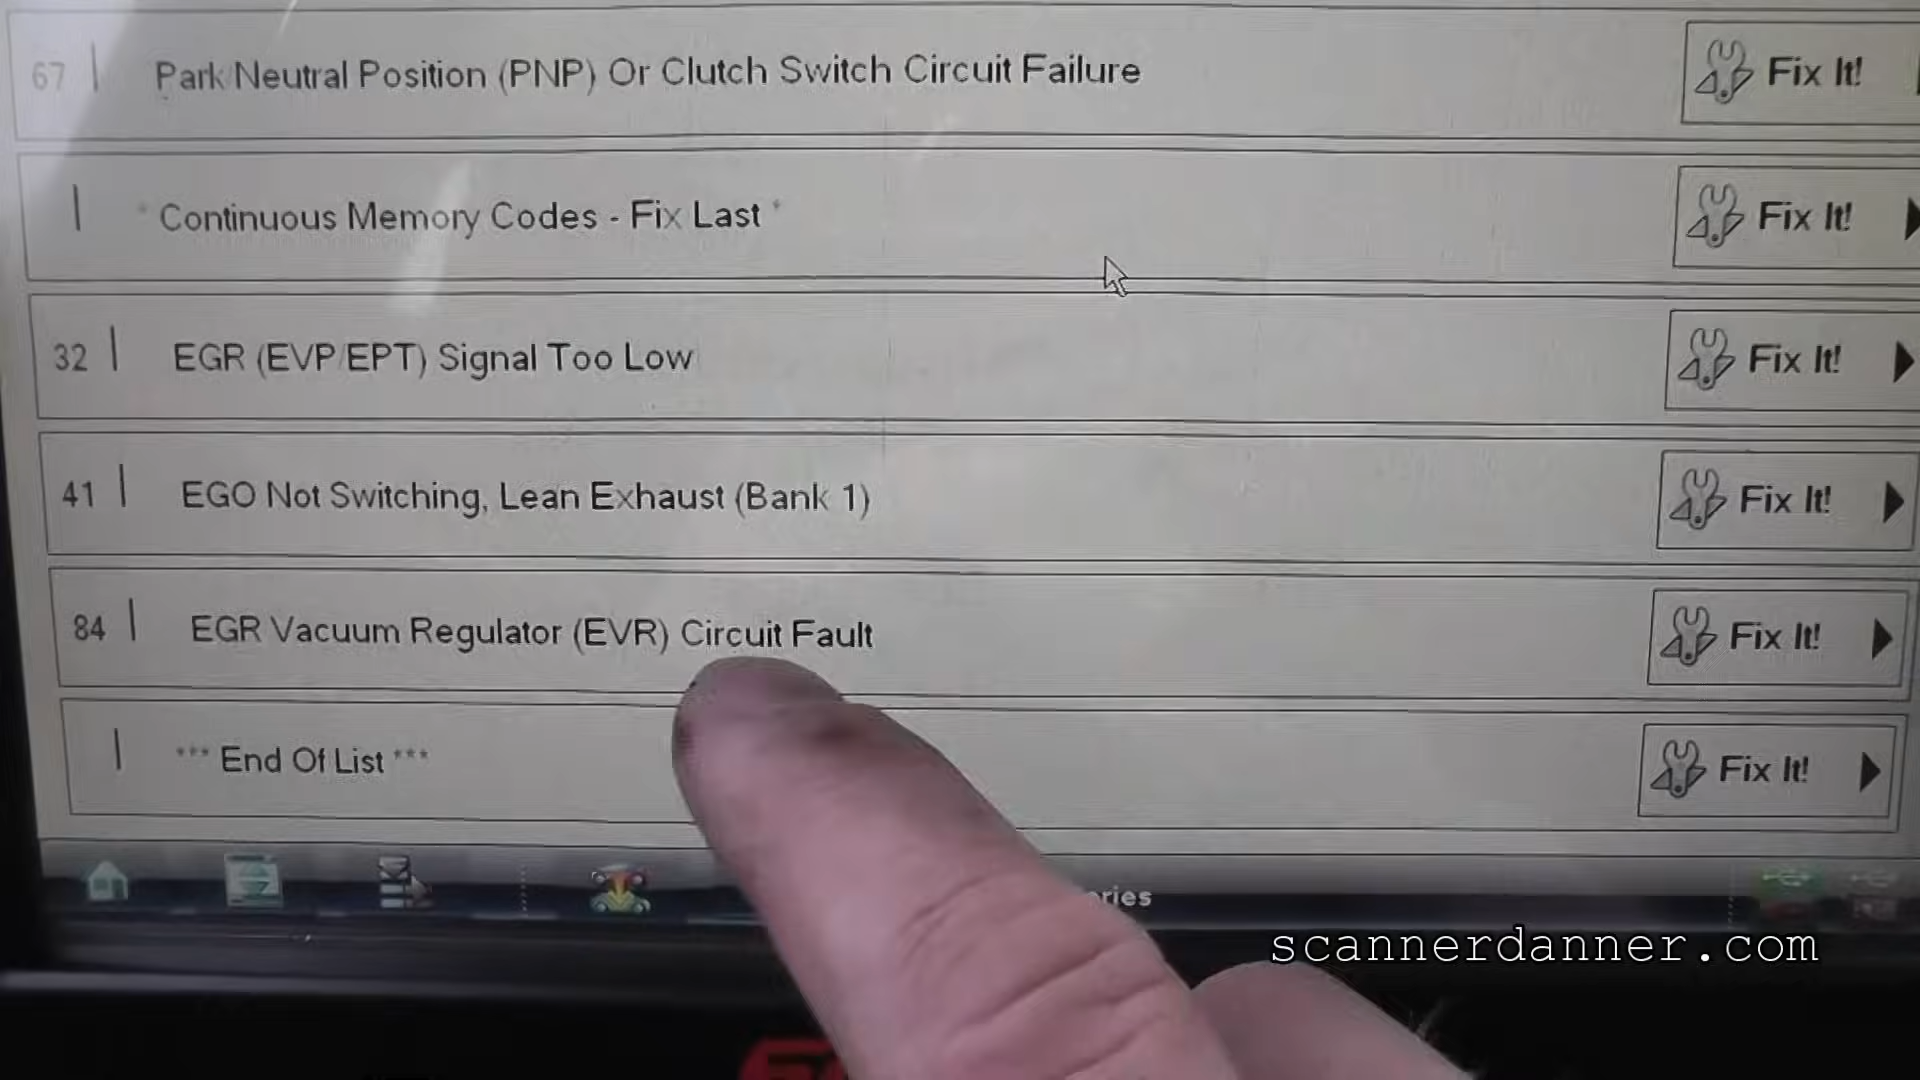 67 | Park/Neutral Position (PNP) Or Clutch Switch Circuit Failure Fix It!
| * Continuous Memory Codes - Fix Last * Fix It!
32 | EGR (EVP/EPT) Signal Too Low Fix It!
41 | EGO Not Switching, Lean Exhaust (Bank 1) Fix It!
84 | EGR Vacuum Regulator (EVR) Circuit Fault Fix It!
| *** End Of List *** Fix It!
scannerdanner.com